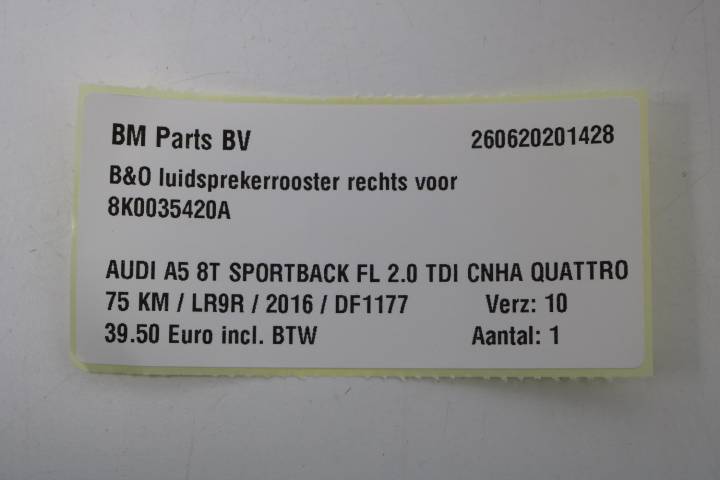 BM Parts BV 260620201428
B&O luidsprekerrooster rechts voor
8K0035420A
AUDI A5 8T SPORTBACK FL 2.0 TDI CNHA QUATTRO
75 KM / LR9R / 2016 / DF1177 Verz: 10
39.50 Euro incl. BTW Aantal: 1